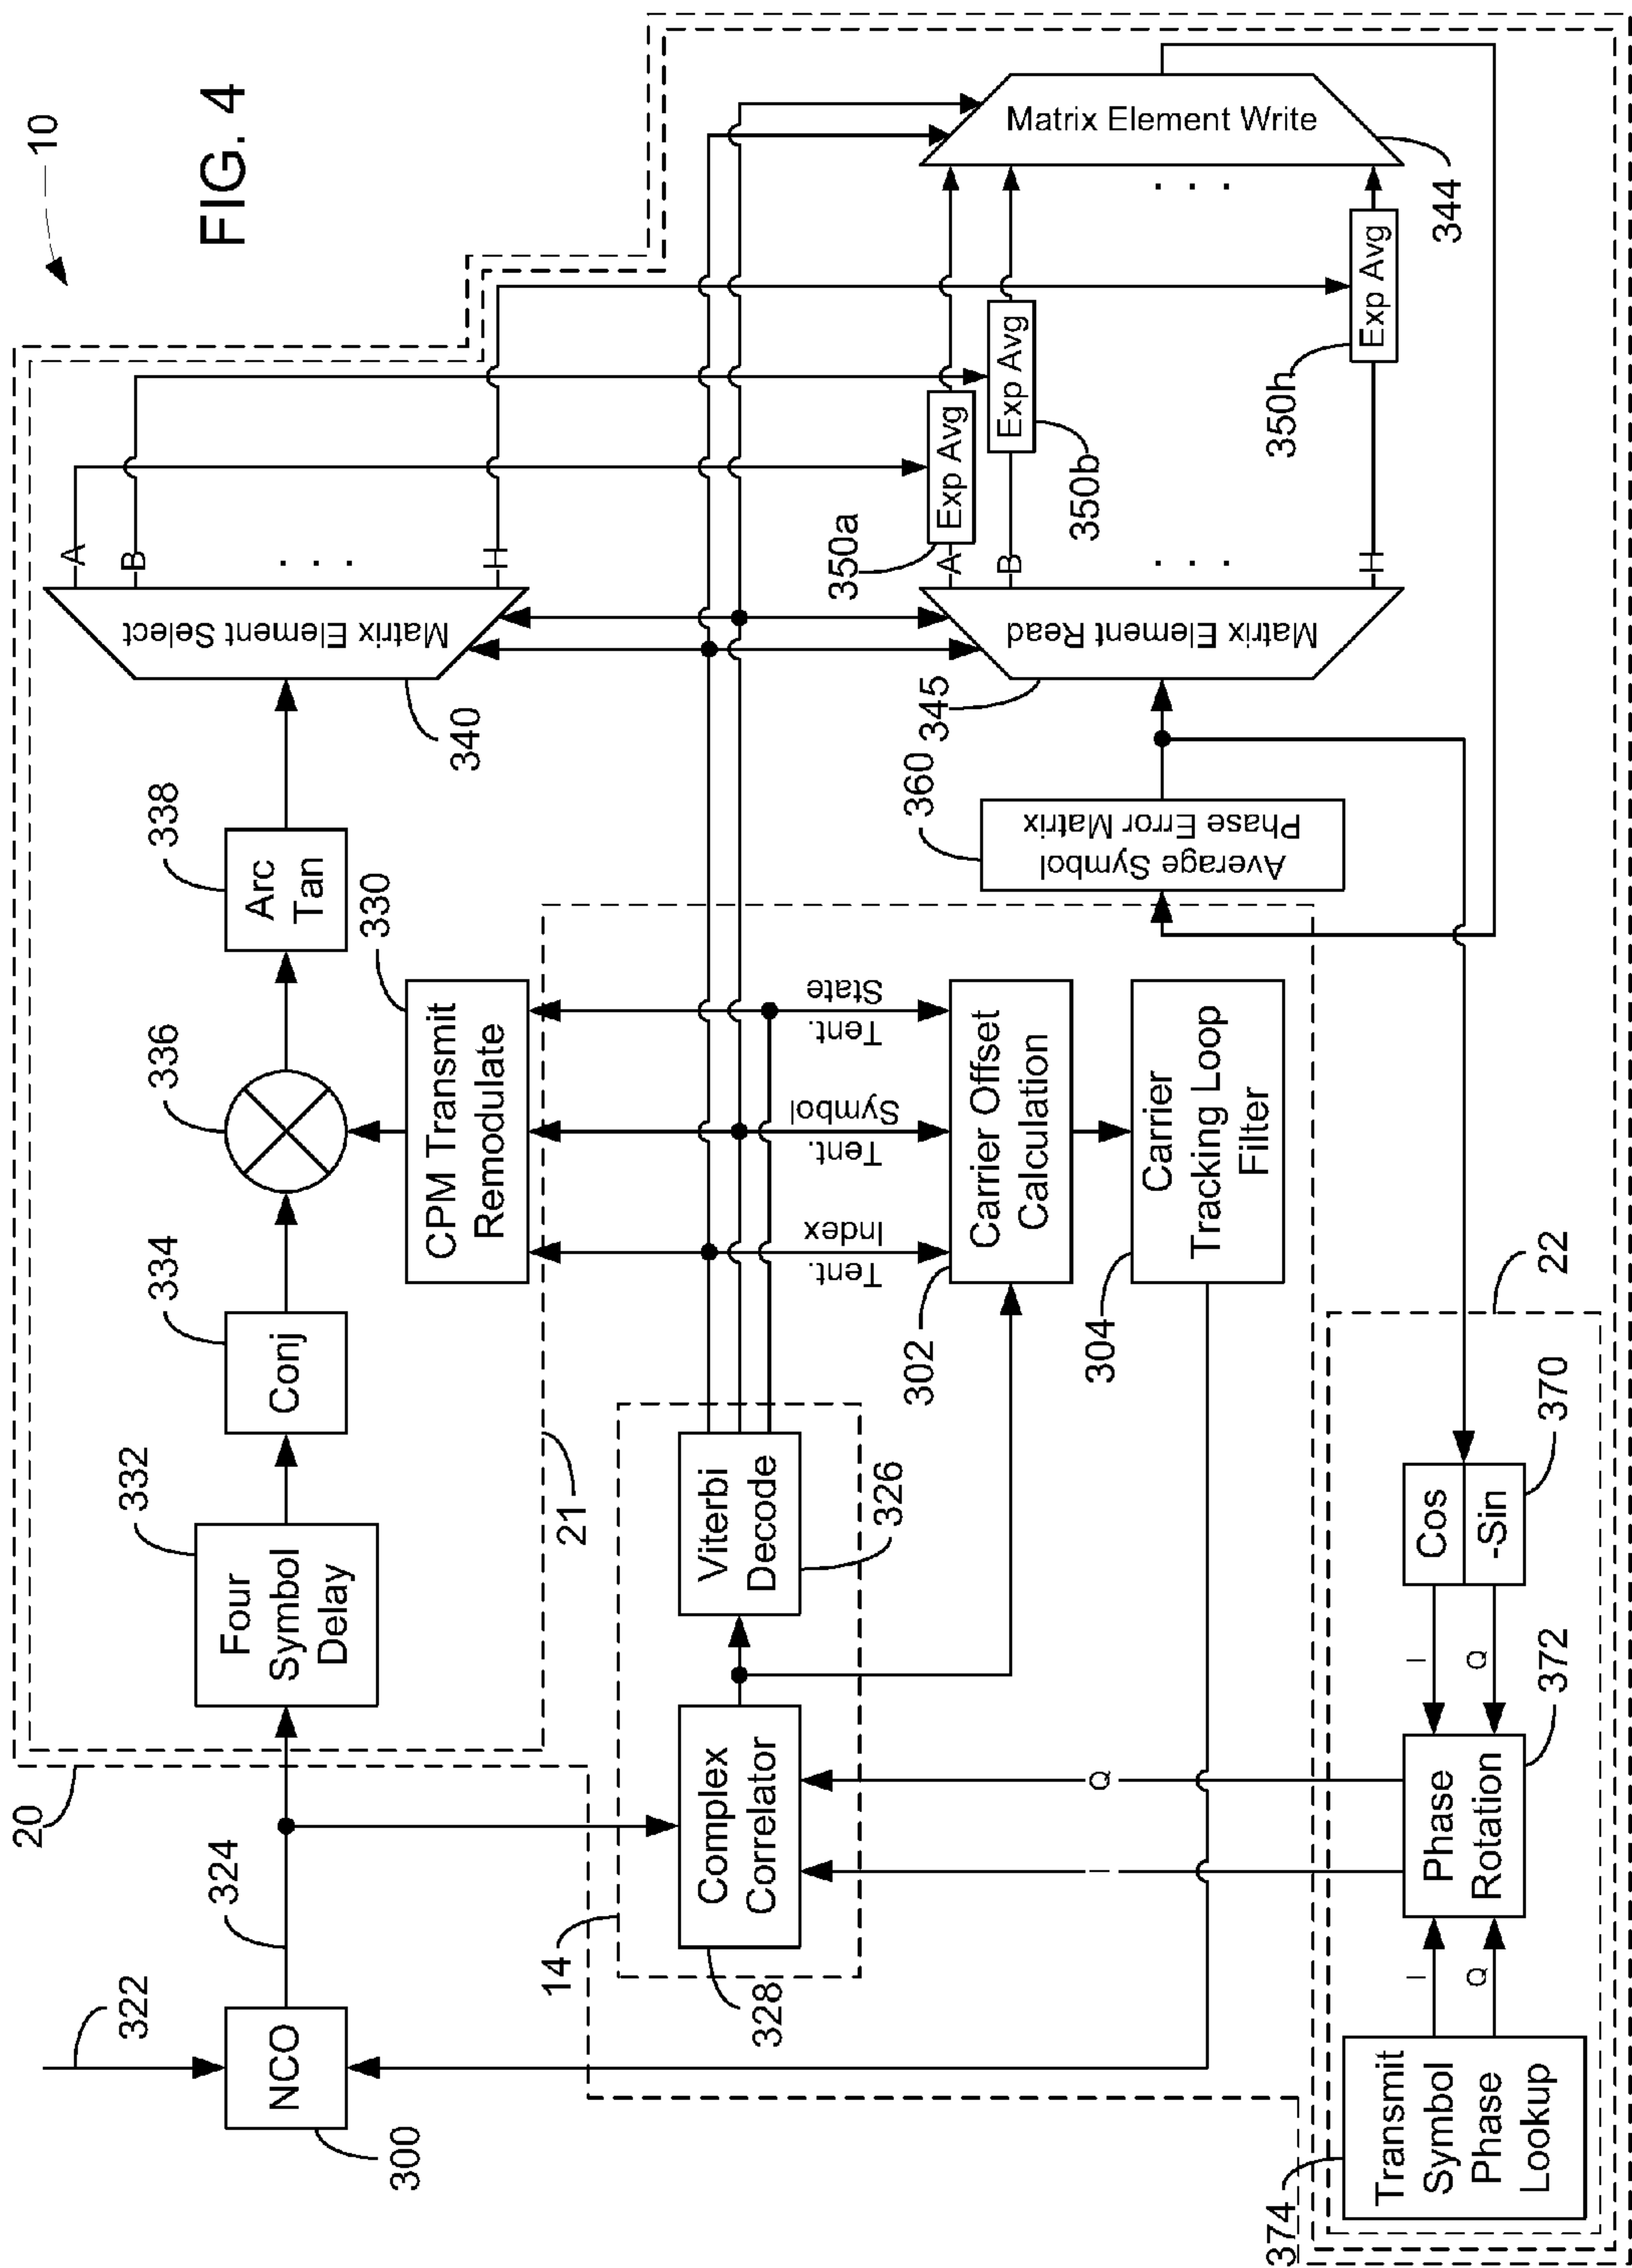 FIG. 4
10
20
322
324
NCO
300
332
Four
Symbol
Delay
334
Conj
336
338
Arc
Tan
340
Matrix Element Select
A
B
. . .
H
330
CPM Transmit
Remodulate
21
14
328
Complex
Correlator
Viterbi
Decode
326
Tent.
Index
Tent.
Symbol
Tent.
State
302
Carrier Offset
Calculation
304
Carrier
Tracking Loop
Filter
360
Average Symbol
Phase Error Matrix
345
Matrix Element Read
A
B
. . .
H
350a
Exp Avg
350b
Exp Avg
350h
Exp Avg
. . .
Matrix Element Write
344
I
Q
22
374
Transmit
Symbol
Phase
Lookup
I
Q
Phase
Rotation
372
I
Q
Cos
-Sin
370